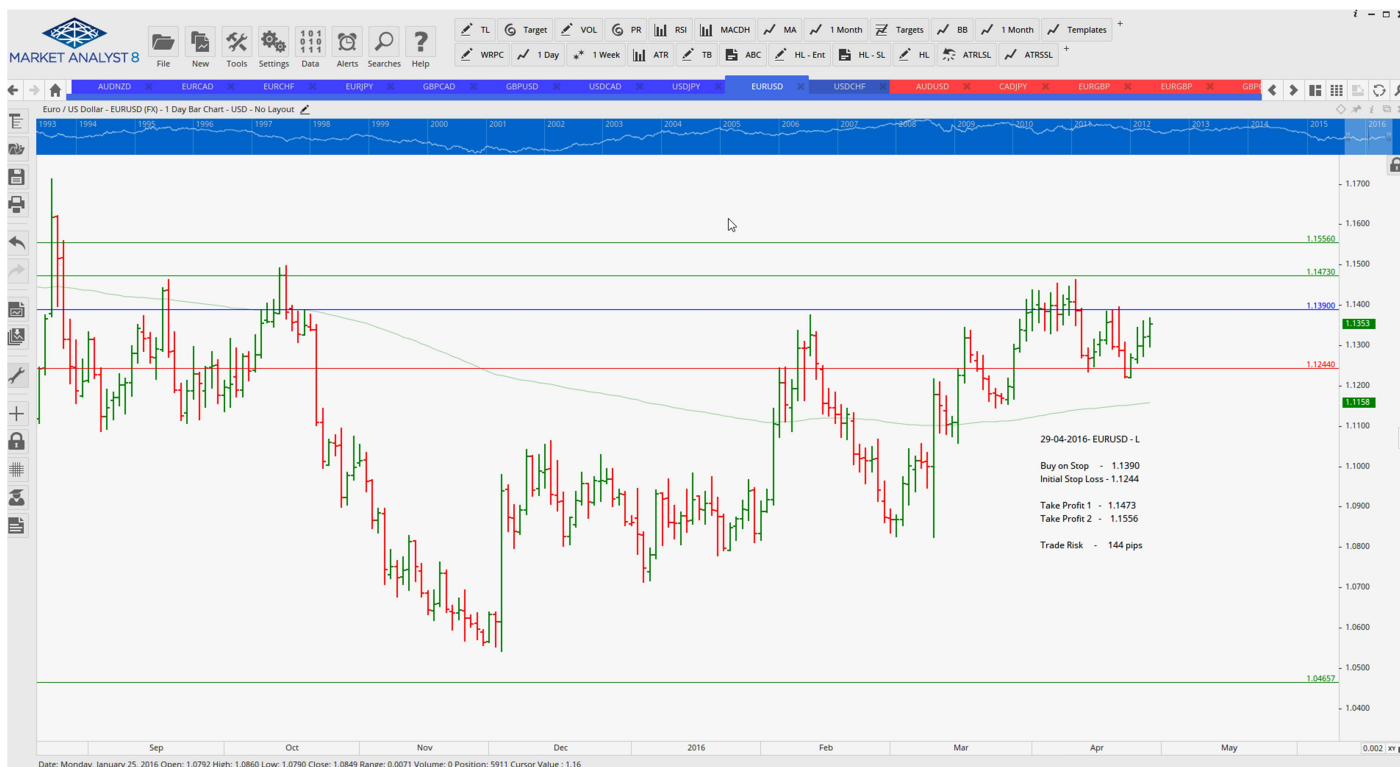 MARKET ANALYST 8
File New Tools Settings Data Alerts Searches Help
TL Target VOL PR RSI MACDH MA 1 Month Targets BB 1 Month Templates +
WRPC 1 Day 1 Week ATR TB ABC HL - Ent HL - SL HL ATRLSL ATRSSL +
AUDNZD EURCAD EURCHF EURJPY GBPCAD GBPUSD USDCAD USDJPY EURUSD USDCHF AUDUSD CADJPY EURGBP EURGBP
Euro / US Dollar - EURUSD (FX) - 1 Day Bar Chart - USD - No Layout
1993 1994 1995 1996 1997 1998 1999 2000 2001 2002 2003 2004 2005 2006 2007 2008 2009 2010 2011 2012 2013 2014 2015 2016
1.1700
1.1600
1.15560
1.1500
1.14730
1.1400
1.13900
1.1353
1.1300
1.12440
1.1200
1.1158
1.1100
29-04-2016- EURUSD - L
1.1000
Buy on Stop - 1.1390
Initial Stop Loss - 1.1244
1.0900
Take Profit 1 - 1.1473
Take Profit 2 - 1.1556
Trade Risk - 144 pips
1.0800
1.0700
1.0600
1.0500
1.04657
1.0400
Sep Oct Nov Dec 2016 Feb Mar Apr May
0.002 XY
Date: Monday, January 25, 2016 Open: 1.0792 High: 1.0860 Low: 1.0790 Close: 1.0849 Range: 0.0071 Volume: 0 Position: 5911 Cursor Value : 1.16